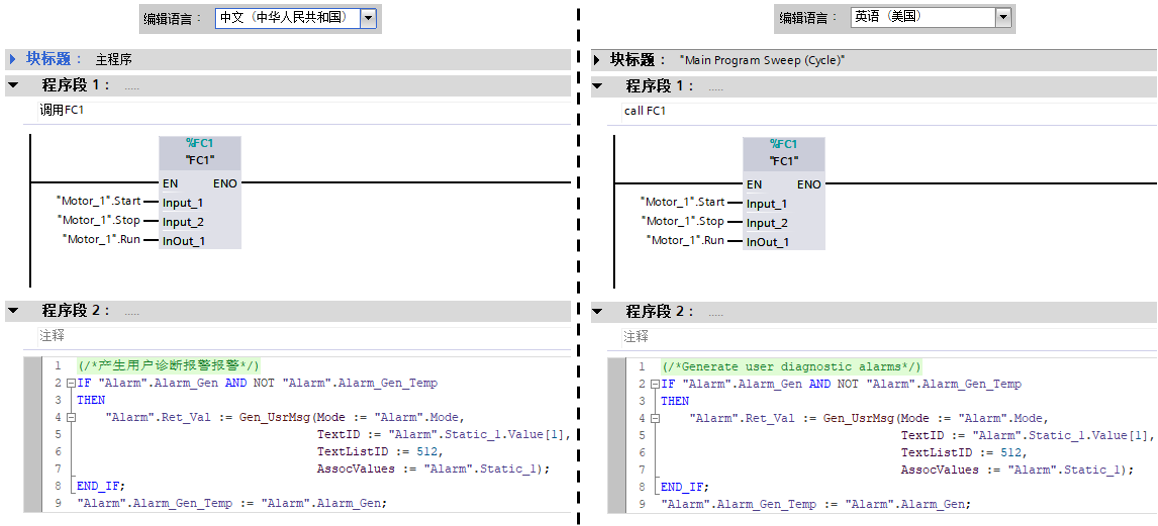 编辑语言： 中文（中华人民共和国）
块标题： 主程序
程序段 1： .....
调用FC1
%FC1
"FC1"
EN ENO
"Motor_1".Start Input_1
"Motor_1".Stop Input_2
"Motor_1".Run InOut_1
程序段 2： .....
注释
1 (/*产生用户诊断报警报警*/)
2 IF "Alarm".Alarm_Gen AND NOT "Alarm".Alarm_Gen_Temp
3 THEN
4 "Alarm".Ret_Val := Gen_UsrMsg(Mode := "Alarm".Mode,
5 TextID := "Alarm".Static_1.Value[1],
6 TextListID := 512,
7 AssocValues := "Alarm".Static_1);
8 END_IF;
9 "Alarm".Alarm_Gen_Temp := "Alarm".Alarm_Gen;
编辑语言： 英语（美国）
块标题： "Main Program Sweep (Cycle)"
程序段 1： .....
call FC1
%FC1
"FC1"
EN ENO
"Motor_1".Start Input_1
"Motor_1".Stop Input_2
"Motor_1".Run InOut_1
程序段 2： .....
注释
1 (/*Generate user diagnostic alarms*/)
2 IF "Alarm".Alarm_Gen AND NOT "Alarm".Alarm_Gen_Temp
3 THEN
4 "Alarm".Ret_Val := Gen_UsrMsg(Mode := "Alarm".Mode,
5 TextID := "Alarm".Static_1.Value[1],
6 TextListID := 512,
7 AssocValues := "Alarm".Static_1);
8 END_IF;
9 "Alarm".Alarm_Gen_Temp := "Alarm".Alarm_Gen;